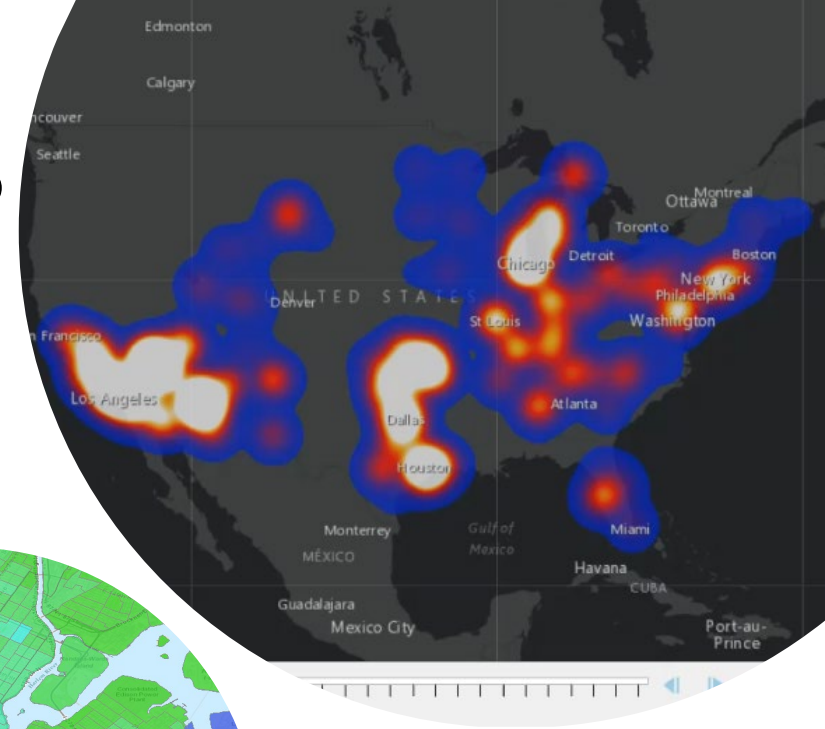 Edmonton
Calgary
ncouver
Seattle
Montreal
Ottawa
Toronto
Boston
Detroit
Chicago
New York
Denver
UNITED STATES
Philadelphia
St Louis
Washington
n Francisco
Los Angeles
Atlanta
Dallas
Houston
Monterrey
Gulf of
Mexico
Miami
MÉXICO
Havana
CUBA
Guadalajara
Mexico City
Port-au-
Prince